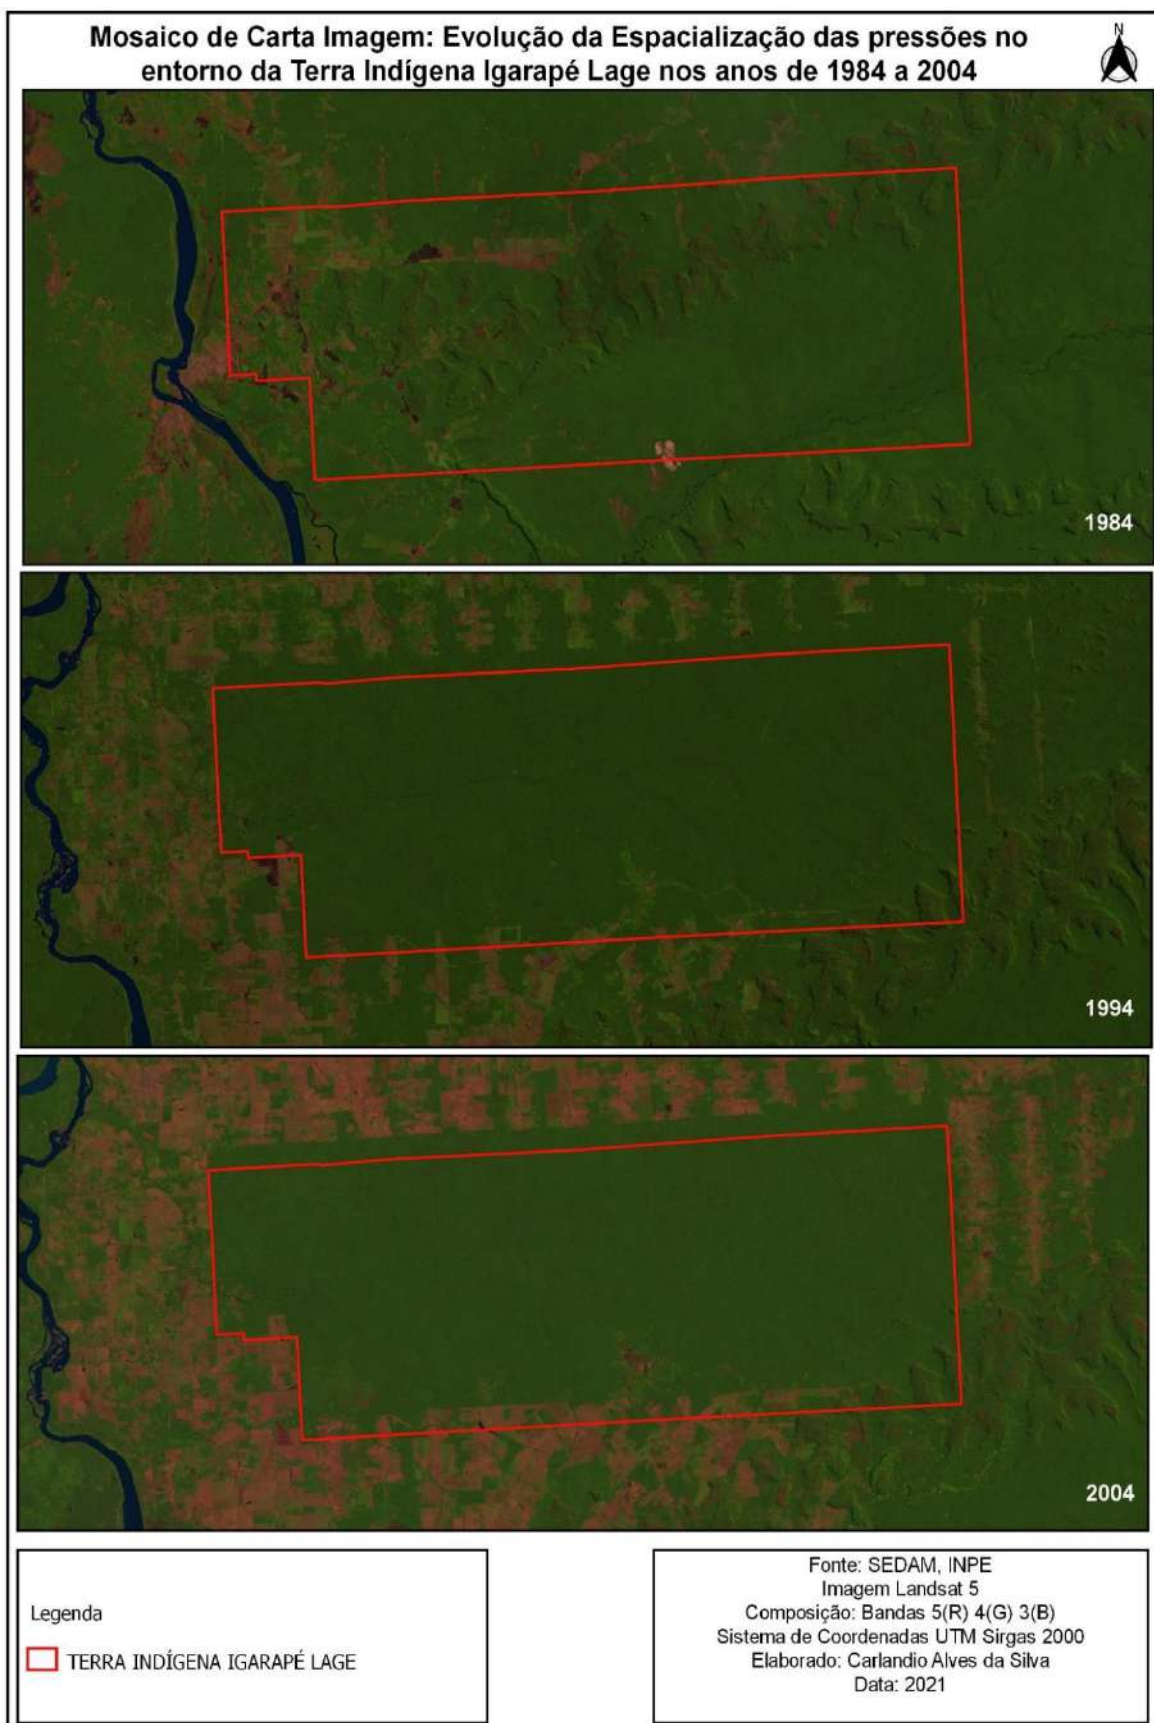 Mosaico de Carta Imagem: Evolução da Espacialização das pressões no
entorno da Terra Indígena Igarapé Lage nos anos de 1984 a 2004
N
1984
1994
2004
Legenda
TERRA INDÍGENA IGARAPÉ LAGE
Fonte: SEDAM, INPE
Imagem Landsat 5
Composição: Bandas 5(R) 4(G) 3(B)
Sistema de Coordenadas UTM Sirgas 2000
Elaborado: Carlandio Alves da Silva
Data: 2021